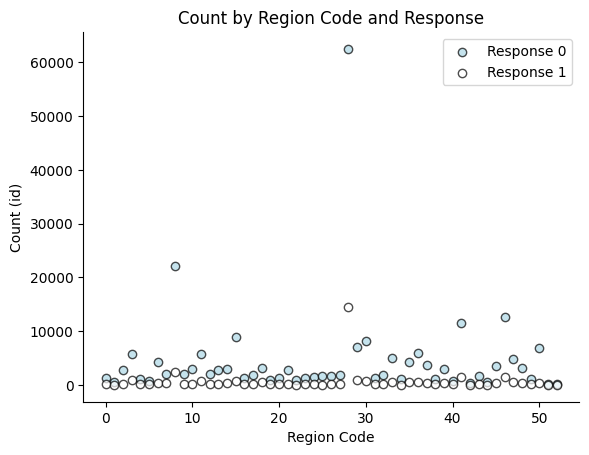 Count by Region Code and Response
Response 0
Response 1
60000
50000
40000
30000
20000
10000
0
Count (id)
0 10 20 30 40 50
Region Code